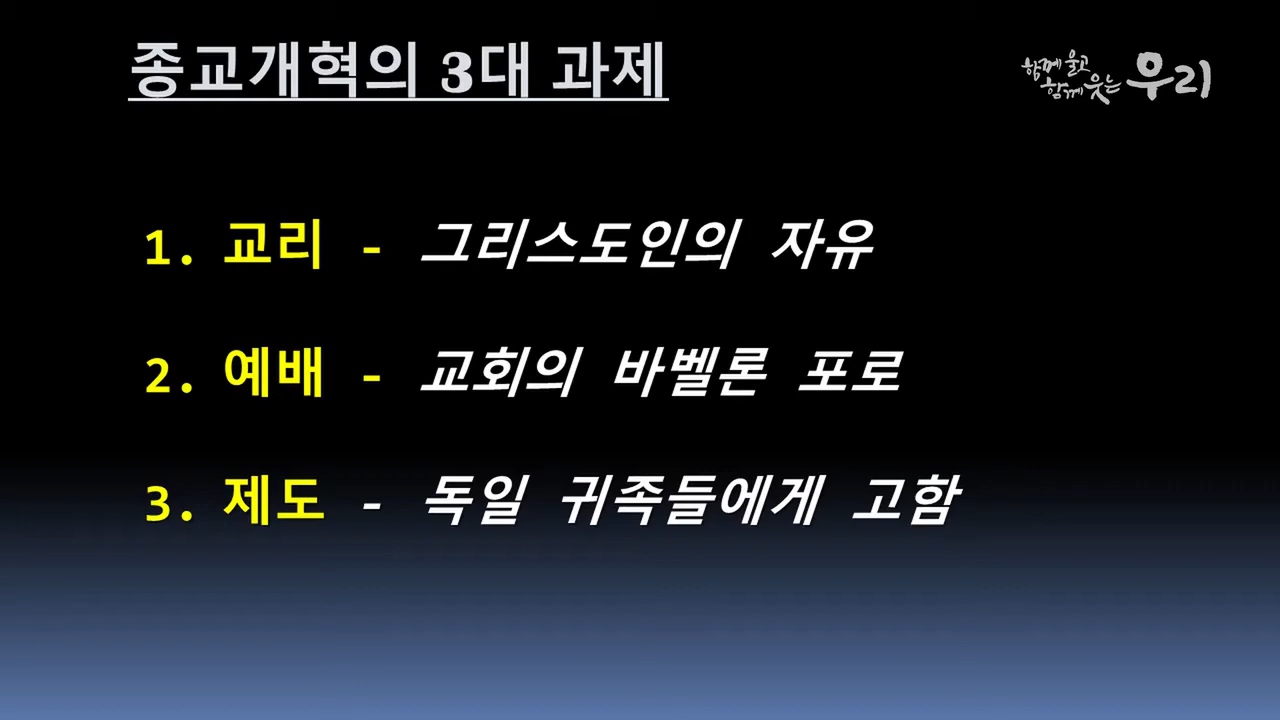 종교개혁의 3대 과제
함께 울고
함께 웃는 우리
1. 교리 - 그리스도인의 자유
2. 예배 - 교회의 바벨론 포로
3. 제도 - 독일 귀족들에게 고함